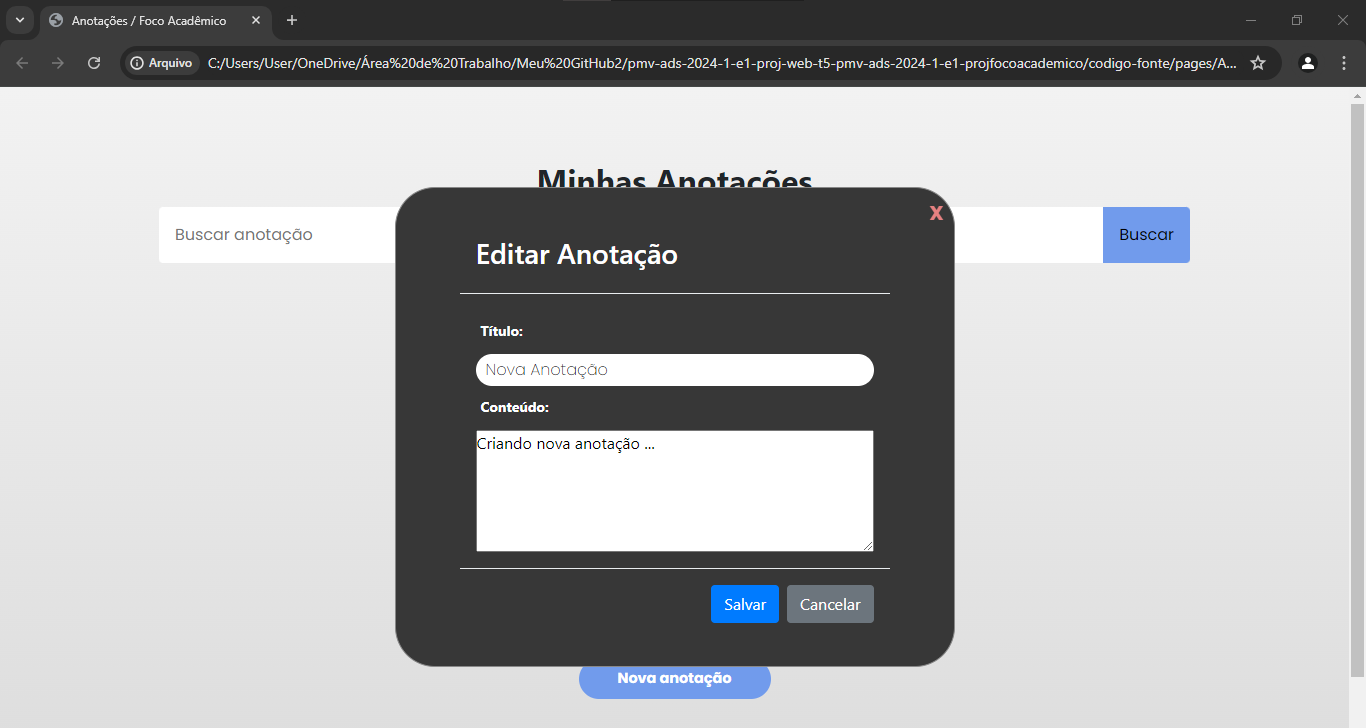 Anotações / Foco Acadêmico
Arquivo
C:/Users/User/OneDrive/Área%20de%20Trabalho/Meu%20GitHub2/pmv-ads-2024-1-e1-proj-web-t5-pmv-ads-2024-1-e1-projfocoacademico/codigo-fonte/pages/A...
Minhas Anotações
Buscar anotação
Buscar
X
Editar Anotação
Título:
Nova Anotação
Conteúdo:
Criando nova anotação ...
Salvar
Cancelar
Nova anotação